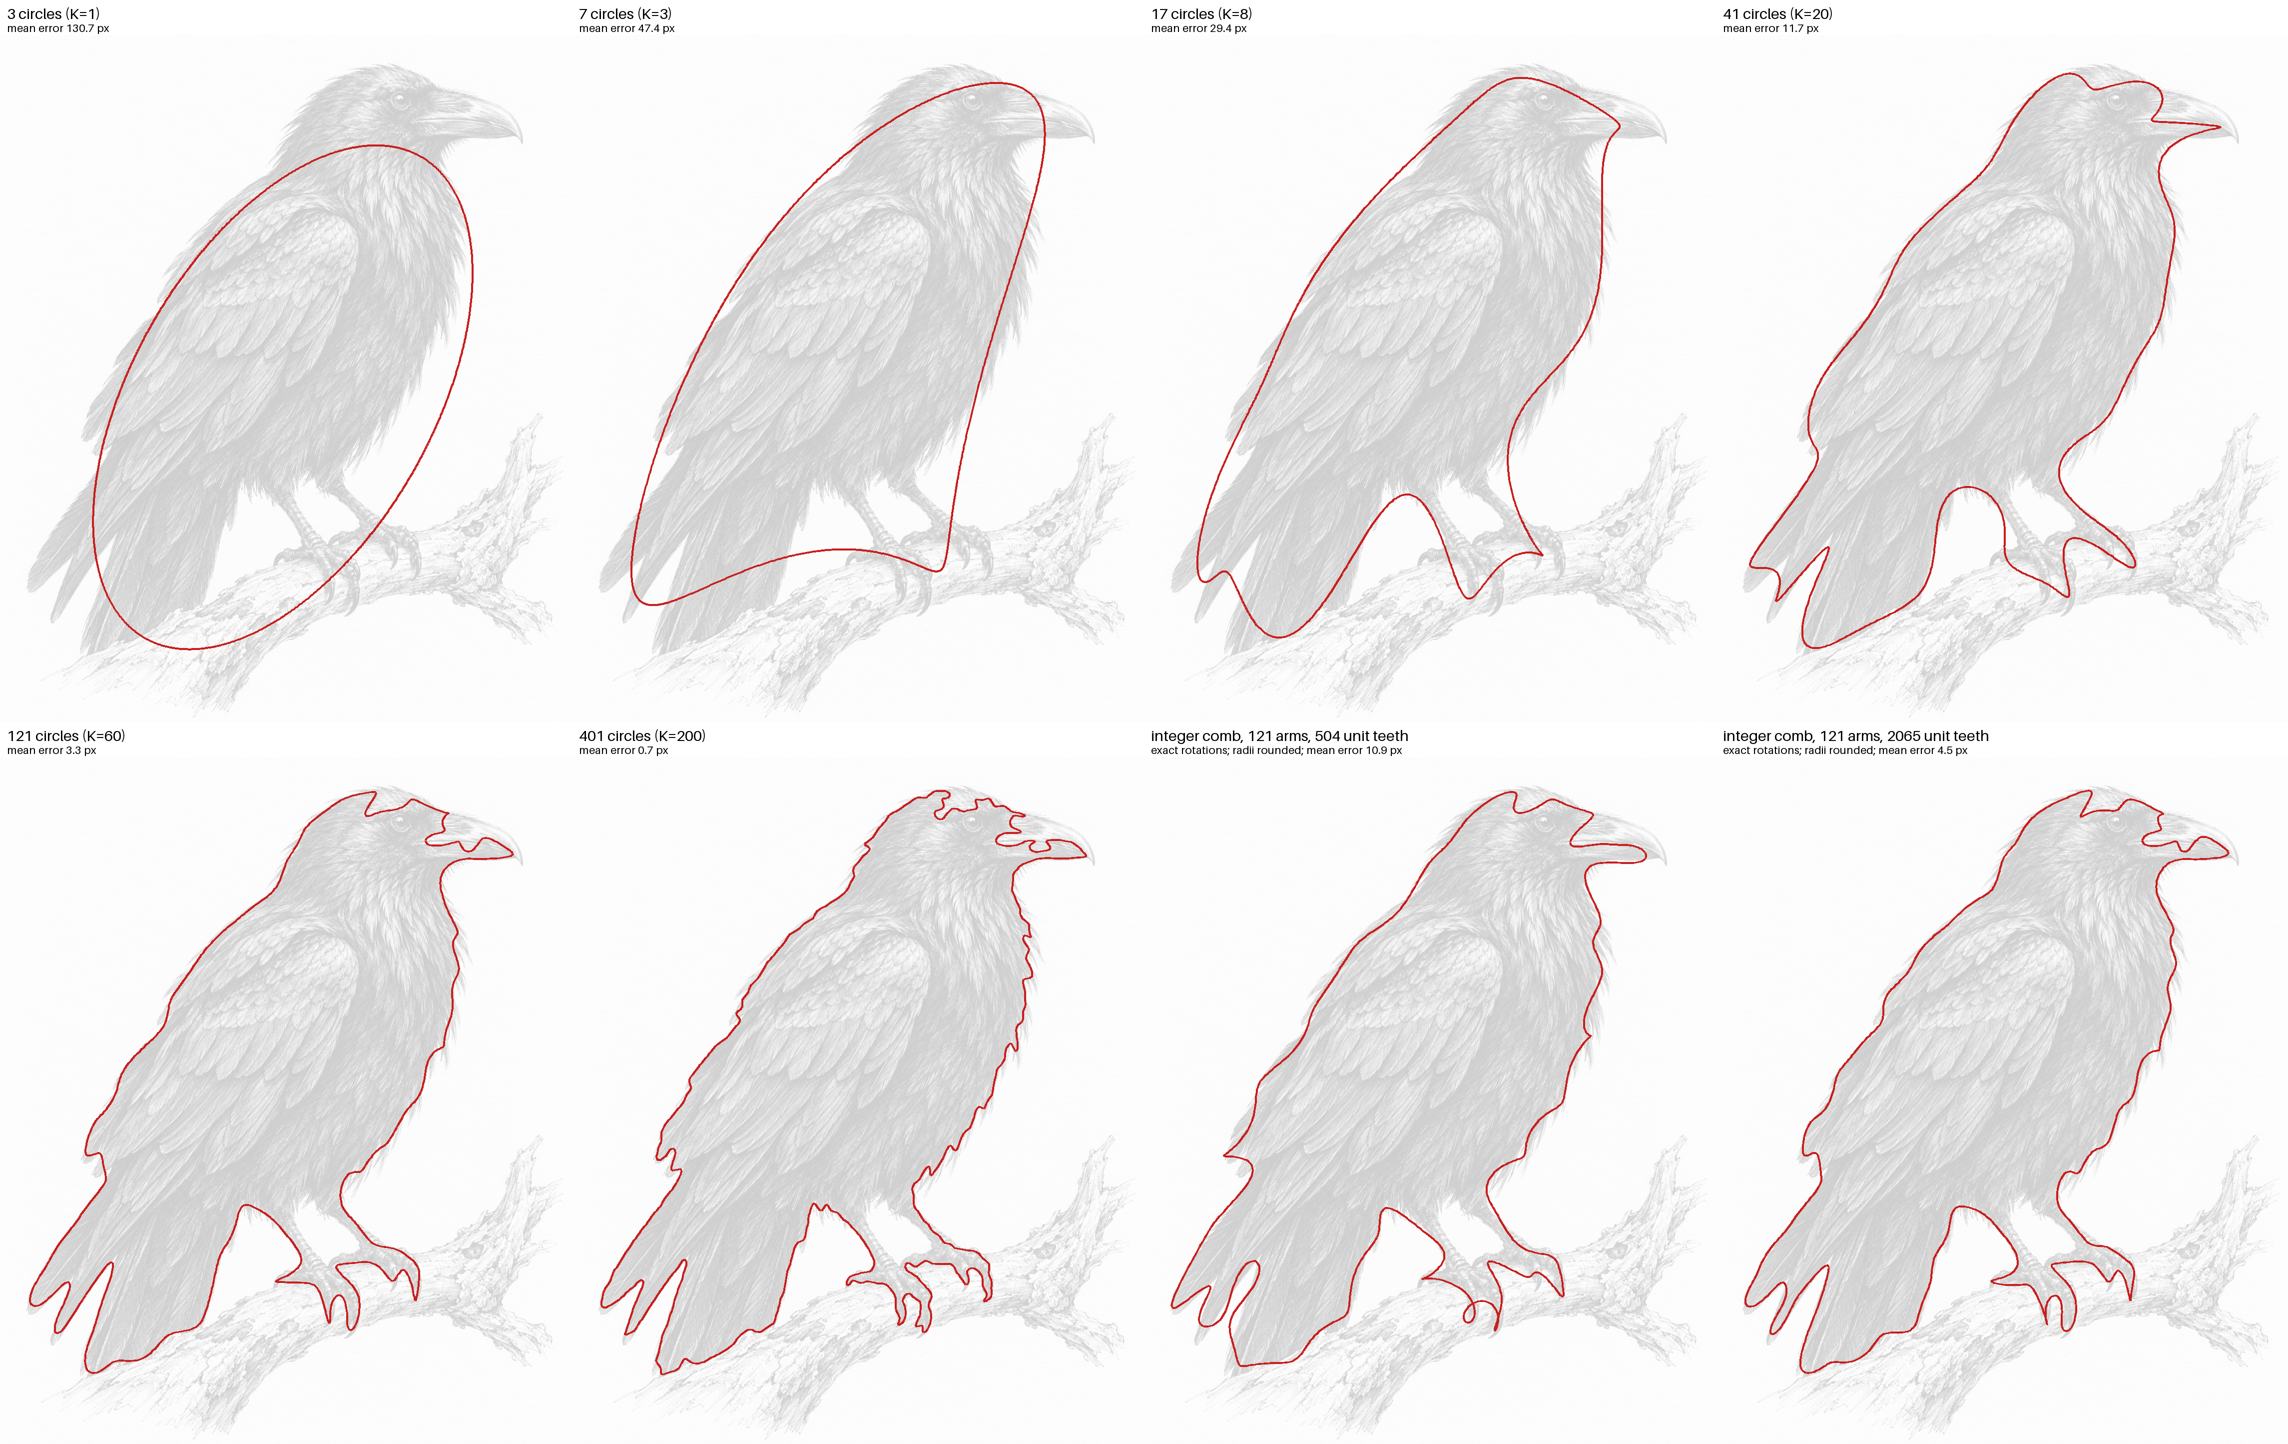 3 circles (K=1)
mean error 130.7 px
7 circles (K=3)
mean error 47.4 px
17 circles (K=8)
mean error 29.4 px
41 circles (K=20)
mean error 11.7 px
121 circles (K=60)
mean error 3.3 px
401 circles (K=200)
mean error 0.7 px
integer comb, 121 arms, 504 unit teeth
exact rotations; radii rounded; mean error 10.9 px
integer comb, 121 arms, 2065 unit teeth
exact rotations; radii rounded; mean error 4.5 px